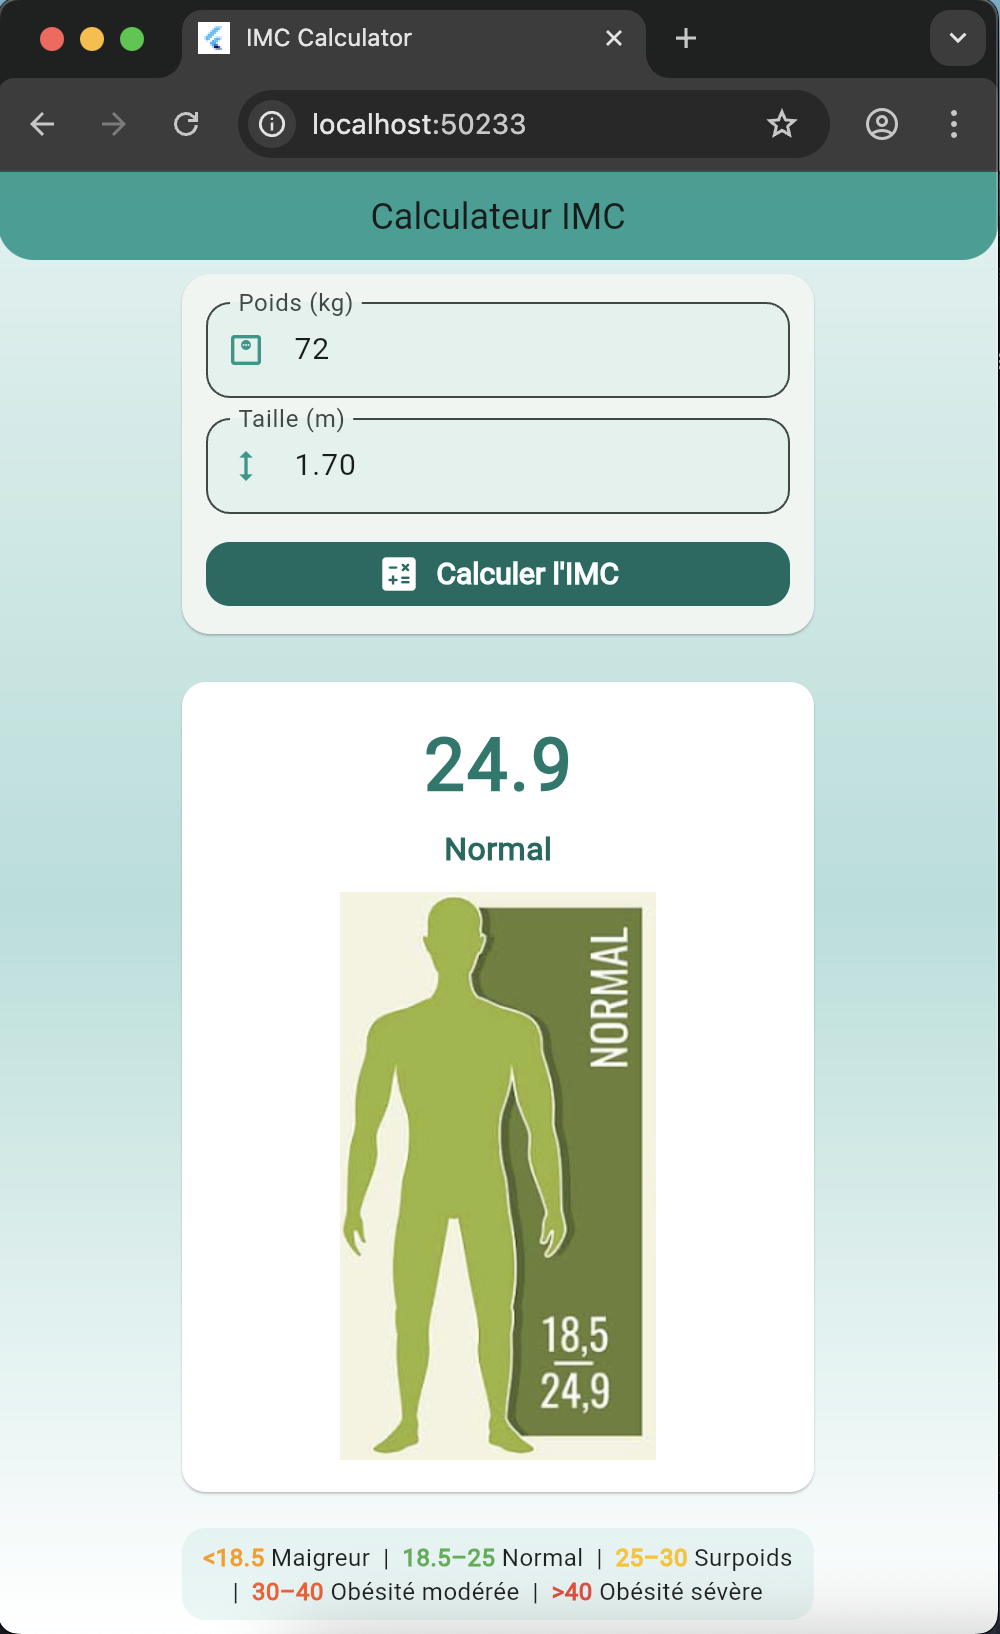 IMC Calculator
localhost:50233
Calculateur IMC
Poids (kg)
72
Taille (m)
1.70
Calculer l'IMC
24.9
Normal
NORMAL
18,5
24,9
<18.5 Maigreur | 18.5–25 Normal | 25–30 Surpoids
| 30–40 Obésité modérée | >40 Obésité sévère